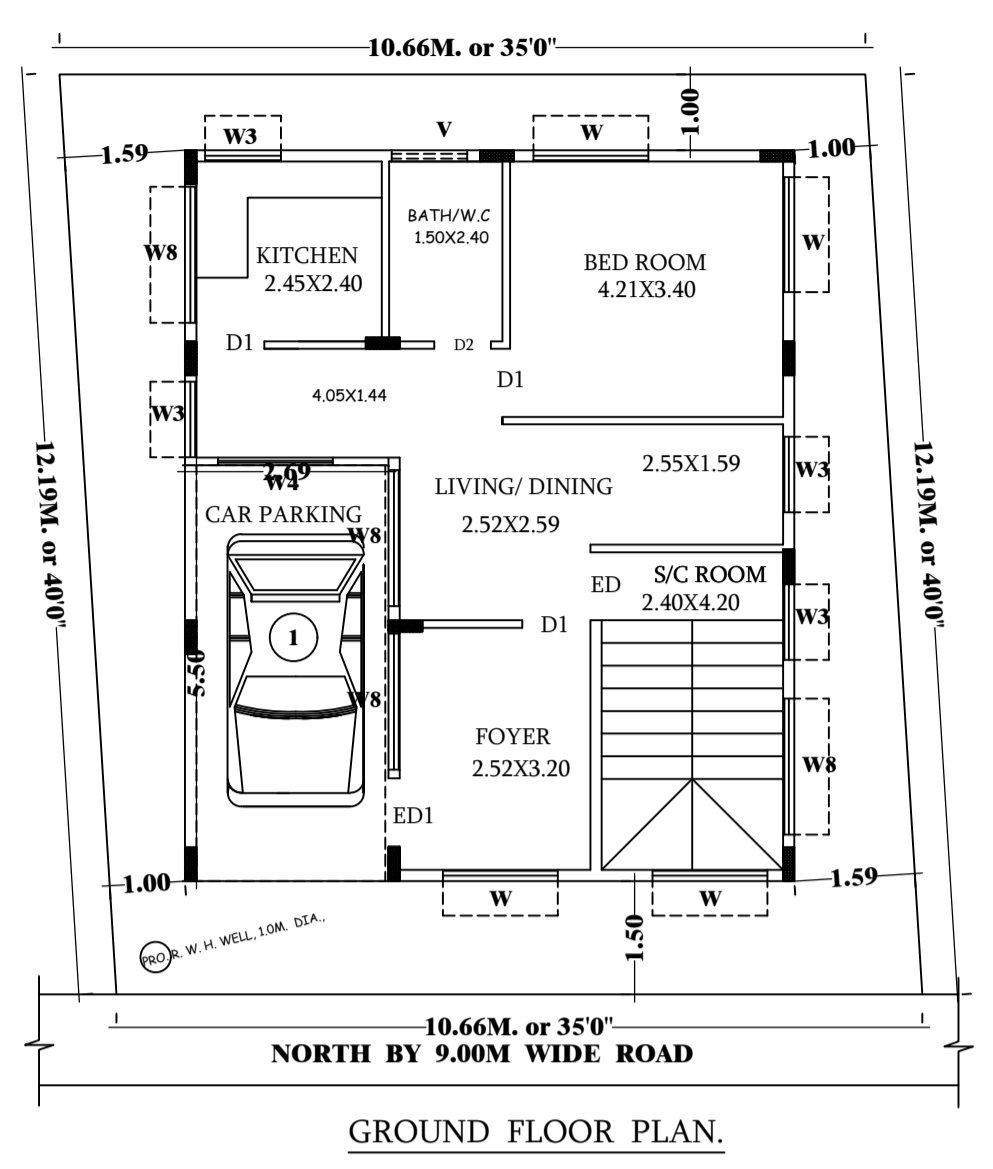 10.66M. or 35'0"
1.00
W3
V
W
1.59
1.00
BATH/W.C
1.50X2.40
W8
KITCHEN
2.45X2.40
BED ROOM
4.21X3.40
W
D1
D2
D1
4.05X1.44
W3
2.69
W4
2.55X1.59
W3
LIVING/ DINING
2.52X2.59
12.19M. or 40'0"
12.19M. or 40'0"
CAR PARKING
W8
ED
S/C ROOM
2.40X4.20
W3
D1
1
5.50
W8
FOYER
2.52X3.20
W8
ED1
1.00
W
W
1.59
1.50
PRO. R. W. H. WELL, 1.0M. DIA.,
10.66M. or 35'0"
NORTH BY 9.00M WIDE ROAD
GROUND FLOOR PLAN.